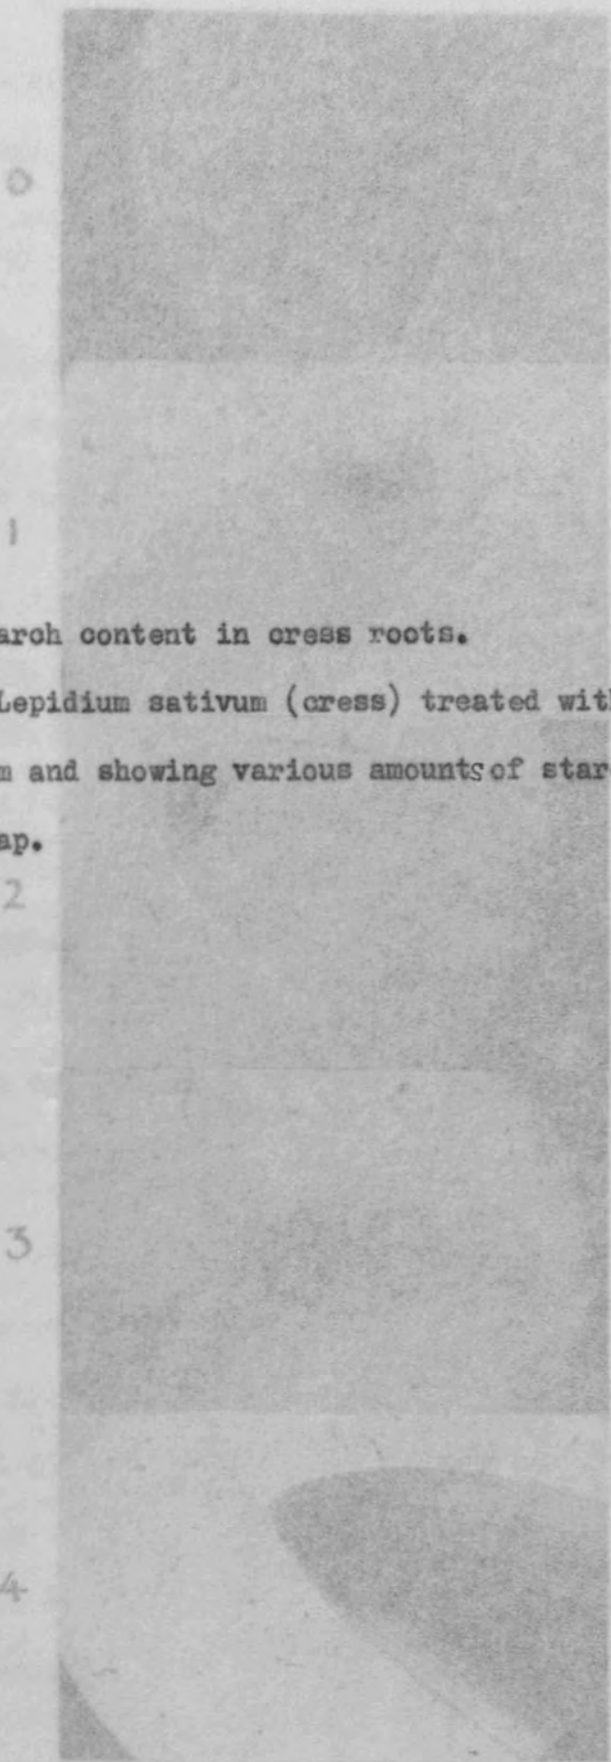 0
1
arch content in cress roots.
Lepidium sativum (cress) treated wit
m and showing various amounts of star
ap.
2
3
4